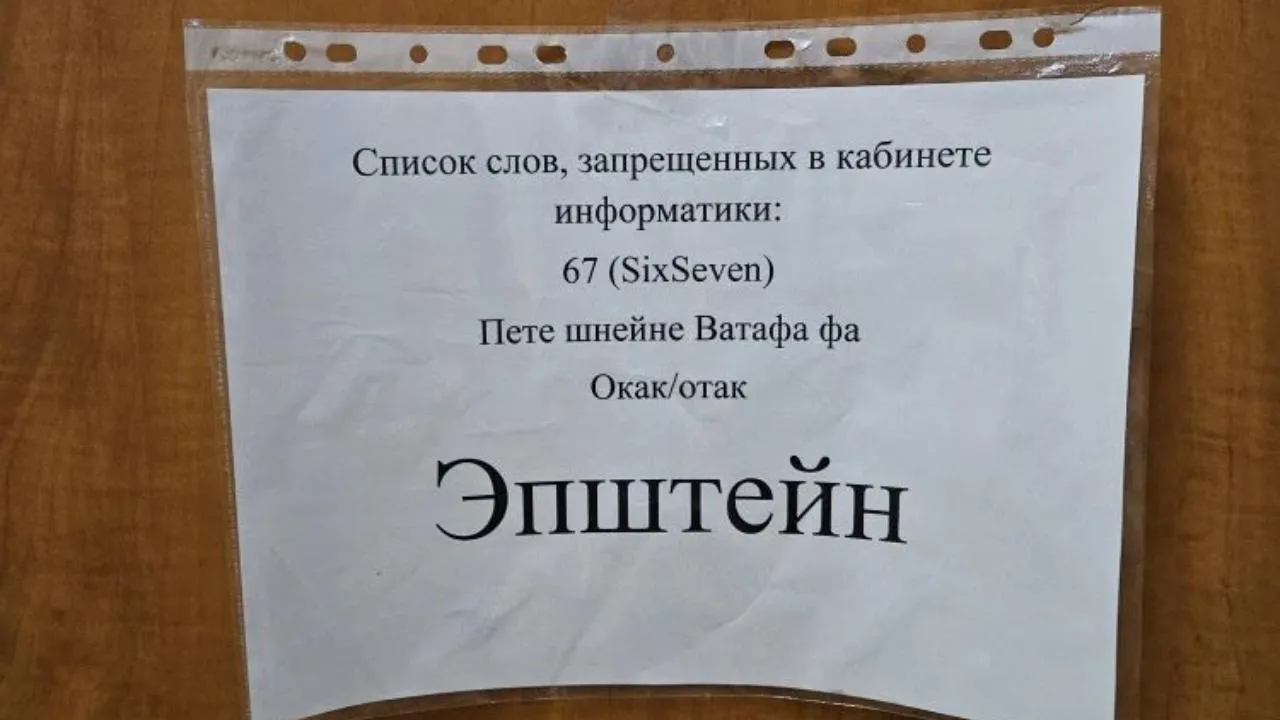 Список слов, запрещенных в кабинете
информатики:
67 (SixSeven)
Пете шнейне Ватафа фа
Окак/отак
Эпштейн